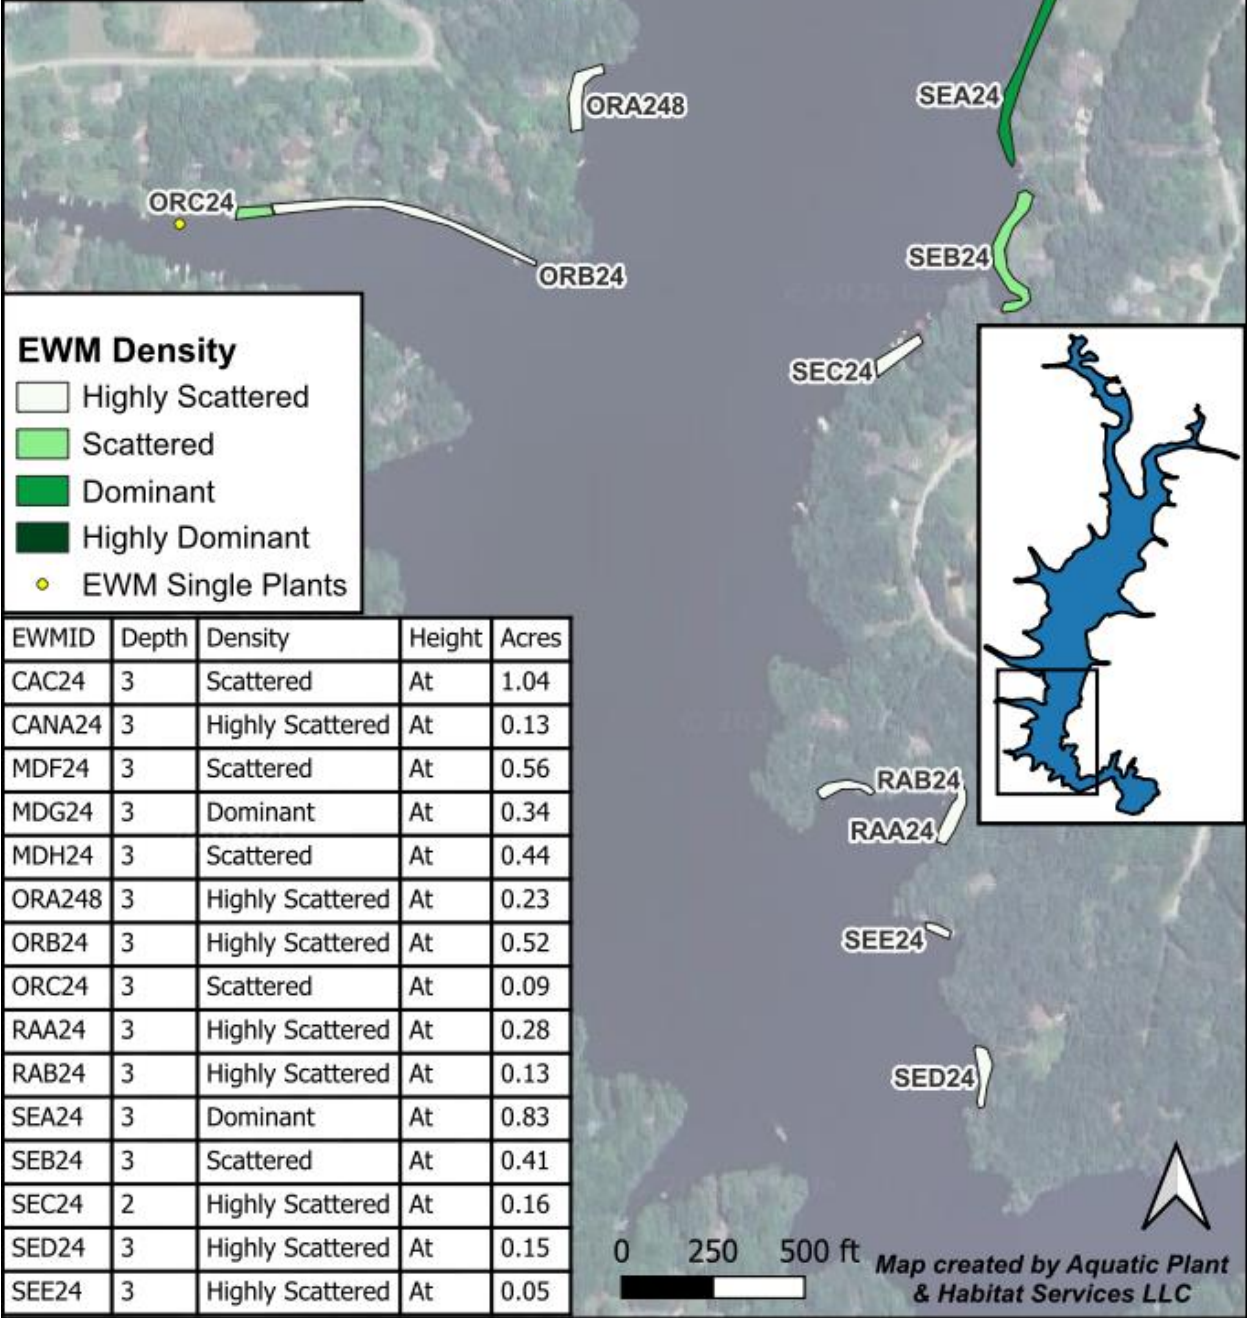 ORA248
SEA24
ORC24
ORB24
SEB24
SEC24
EWM Density
Highly Scattered
Scattered
Dominant
Highly Dominant
EWM Single Plants
EWMID Depth Density Height Acres
CAC24 3 Scattered At 1.04
CANA24 3 Highly Scattered At 0.13
MDF24 3 Scattered At 0.56
MDG24 3 Dominant At 0.34
MDH24 3 Scattered At 0.44
ORA248 3 Highly Scattered At 0.23
ORB24 3 Highly Scattered At 0.52
ORC24 3 Scattered At 0.09
RAA24 3 Highly Scattered At 0.28
RAB24 3 Highly Scattered At 0.13
SEA24 3 Dominant At 0.83
SEB24 3 Scattered At 0.41
SEC24 2 Highly Scattered At 0.16
SED24 3 Highly Scattered At 0.15
SEE24 3 Highly Scattered At 0.05
RAB24
RAA24
SEE24
SED24
0 250 500 ft
Map created by Aquatic Plant
& Habitat Services LLC